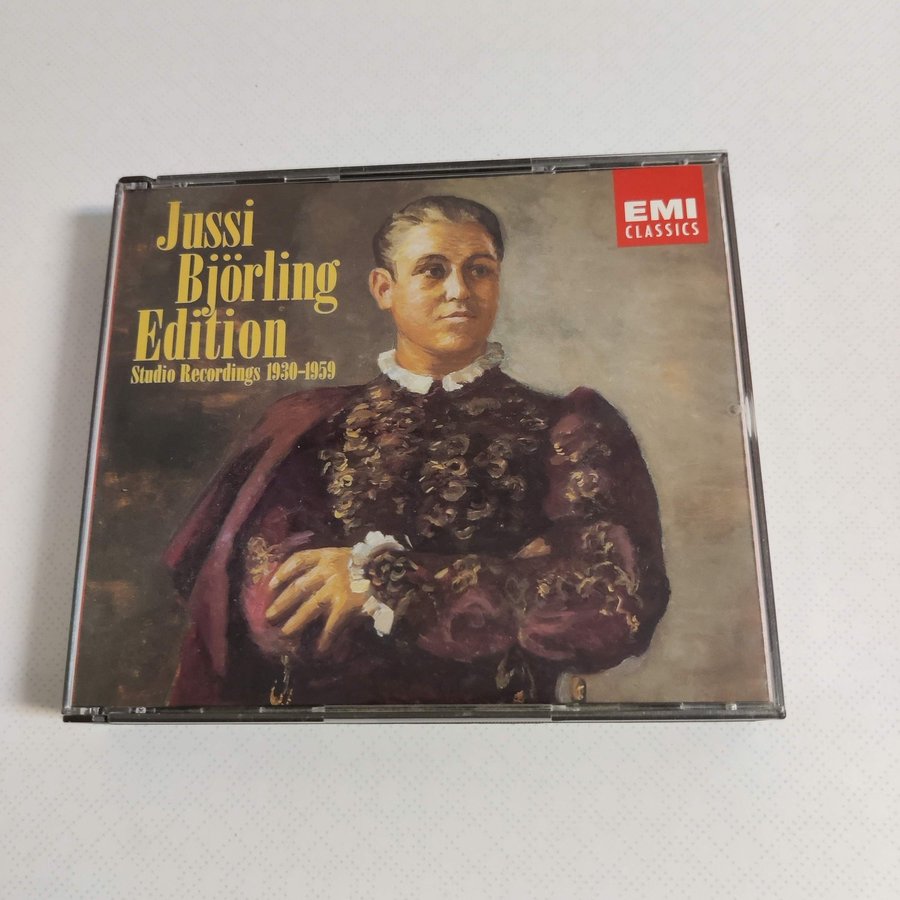 Jussi
Björling
Edition
Studio Recordings 1930–1959
EMI
CLASSICS